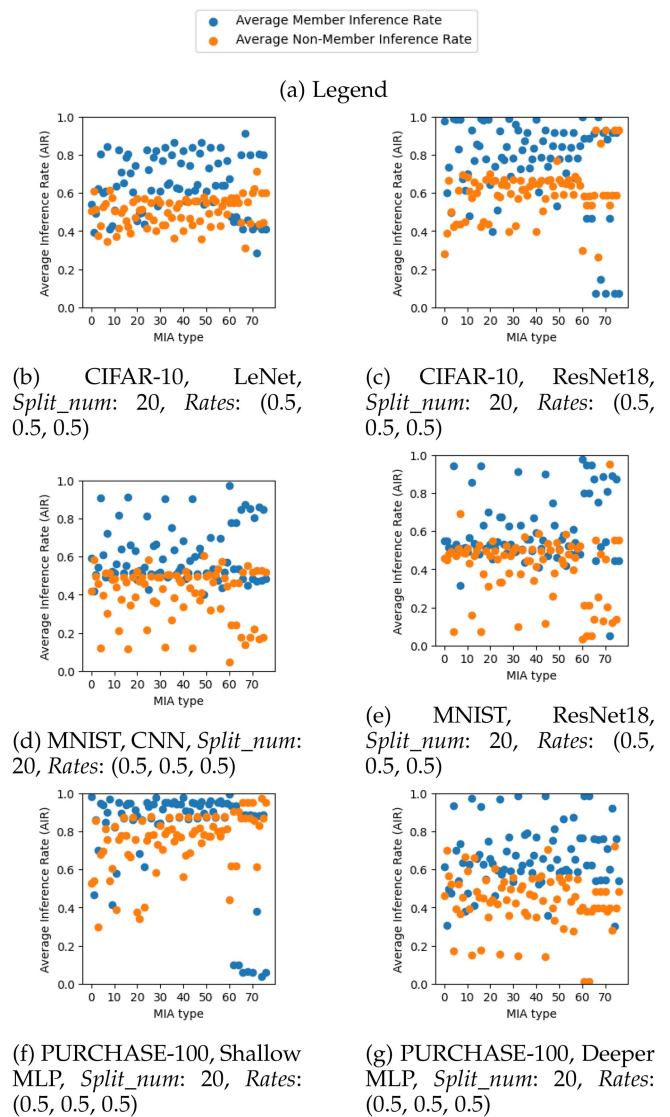 Average Member Inference Rate
Average Non-Member Inference Rate
(a) Legend
Average Inference Rate (AIR)
1.0
0.8
0.6
0.4
0.2
0.0
0 10 20 30 40 50 60 70
MIA type
(b) CIFAR-10, LeNet,
Split_num: 20, Rates: (0.5,
0.5, 0.5)
Average Inference Rate (AIR)
1.0
0.8
0.6
0.4
0.2
0.0
0 10 20 30 40 50 60 70
MIA type
(c) CIFAR-10, ResNet18,
Split_num: 20, Rates: (0.5,
0.5, 0.5)
Average Inference Rate (AIR)
1.0
0.8
0.6
0.4
0.2
0.0
0 10 20 30 40 50 60 70
MIA type
(d) MNIST, CNN, Split_num:
20, Rates: (0.5, 0.5, 0.5)
Average Inference Rate (AIR)
1.0
0.8
0.6
0.4
0.2
0.0
0 10 20 30 40 50 60 70
MIA type
(e) MNIST, ResNet18,
Split_num: 20, Rates: (0.5,
0.5, 0.5)
Average Inference Rate (AIR)
1.0
0.8
0.6
0.4
0.2
0.0
0 10 20 30 40 50 60 70
MIA type
(f) PURCHASE-100, Shallow
MLP, Split_num: 20, Rates:
(0.5, 0.5, 0.5)
Average Inference Rate (AIR)
1.0
0.8
0.6
0.4
0.2
0.0
0 10 20 30 40 50 60 70
MIA type
(g) PURCHASE-100, Deeper
MLP, Split_num: 20, Rates:
(0.5, 0.5, 0.5)